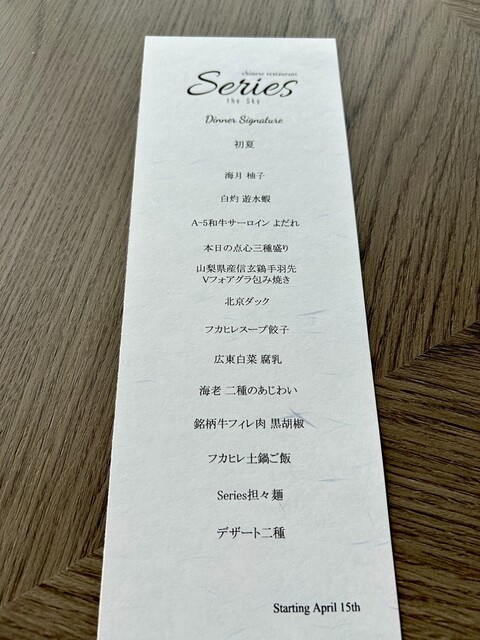 chinese restaurant
Series
the Sky
Dinner Signature
初夏
海月 柚子
白灼 遊水蝦
A-5和牛サーロイン よだれ
本日の点心三種盛り
山梨県産信玄鶏手羽先
Vフォアグラ包み焼き
北京ダック
フカヒレスープ餃子
広東白菜 腐乳
海老 二種のあじわい
銘柄牛フィレ肉 黒胡椒
フカヒレ土鍋ご飯
Series担々麺
デザート二種
Starting April 15th